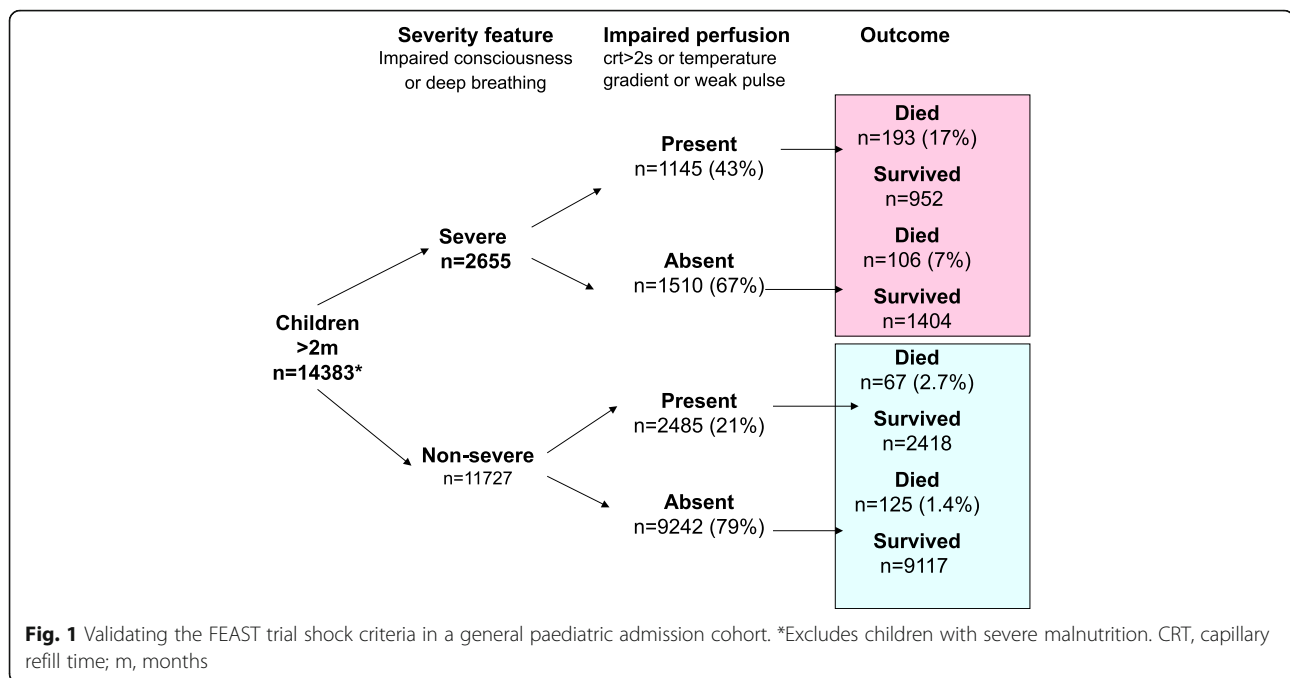 Severity feature
Impaired consciousness
or deep breathing
Impaired perfusion
crt>2s or temperature
gradient or weak pulse
Outcome
Children
>2m
n=14383*
Severe
n=2655
Present
n=1145 (43%)
Died
n=193 (17%)
Survived
n=952
Absent
n=1510 (67%)
Died
n=106 (7%)
Survived
n=1404
Non-severe
n=11727
Present
n=2485 (21%)
Died
n=67 (2.7%)
Survived
n=2418
Absent
n=9242 (79%)
Died
n=125 (1.4%)
Survived
n=9117
Fig. 1 Validating the FEAST trial shock criteria in a general paediatric admission cohort. *Excludes children with severe malnutrition. CRT, capillary
refill time; m, months